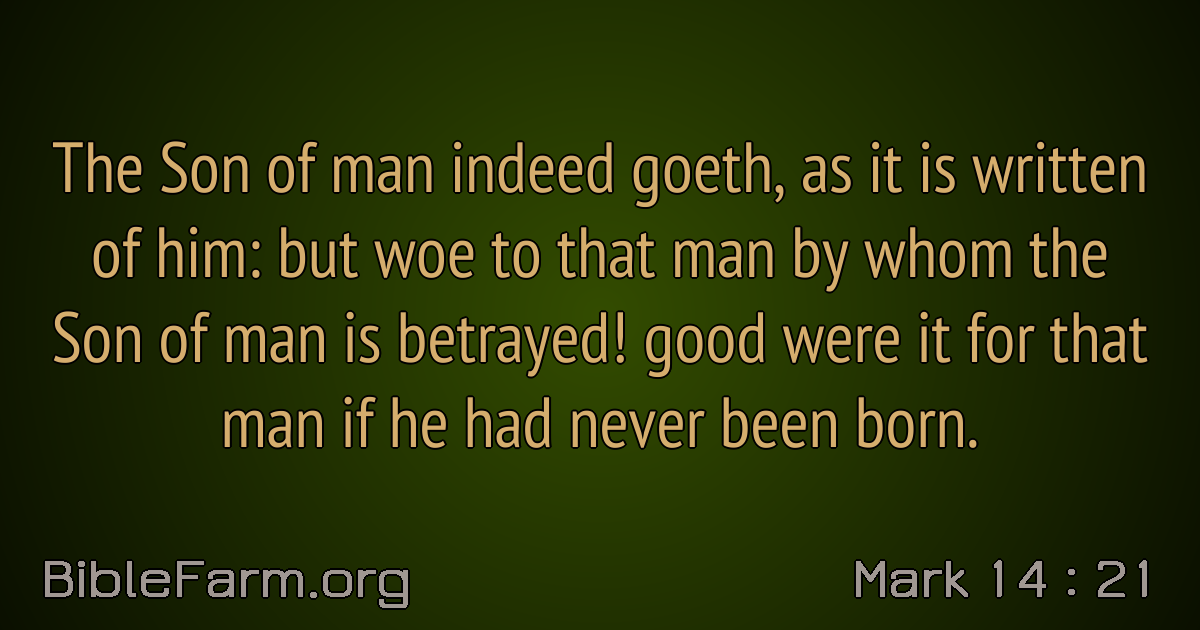 The Son of man indeed goeth, as it is written
of him: but woe to that man by whom the
Son of man is betrayed! good were it for that
man if he had never been born.
BibleFarm.org
Mark 14 : 21